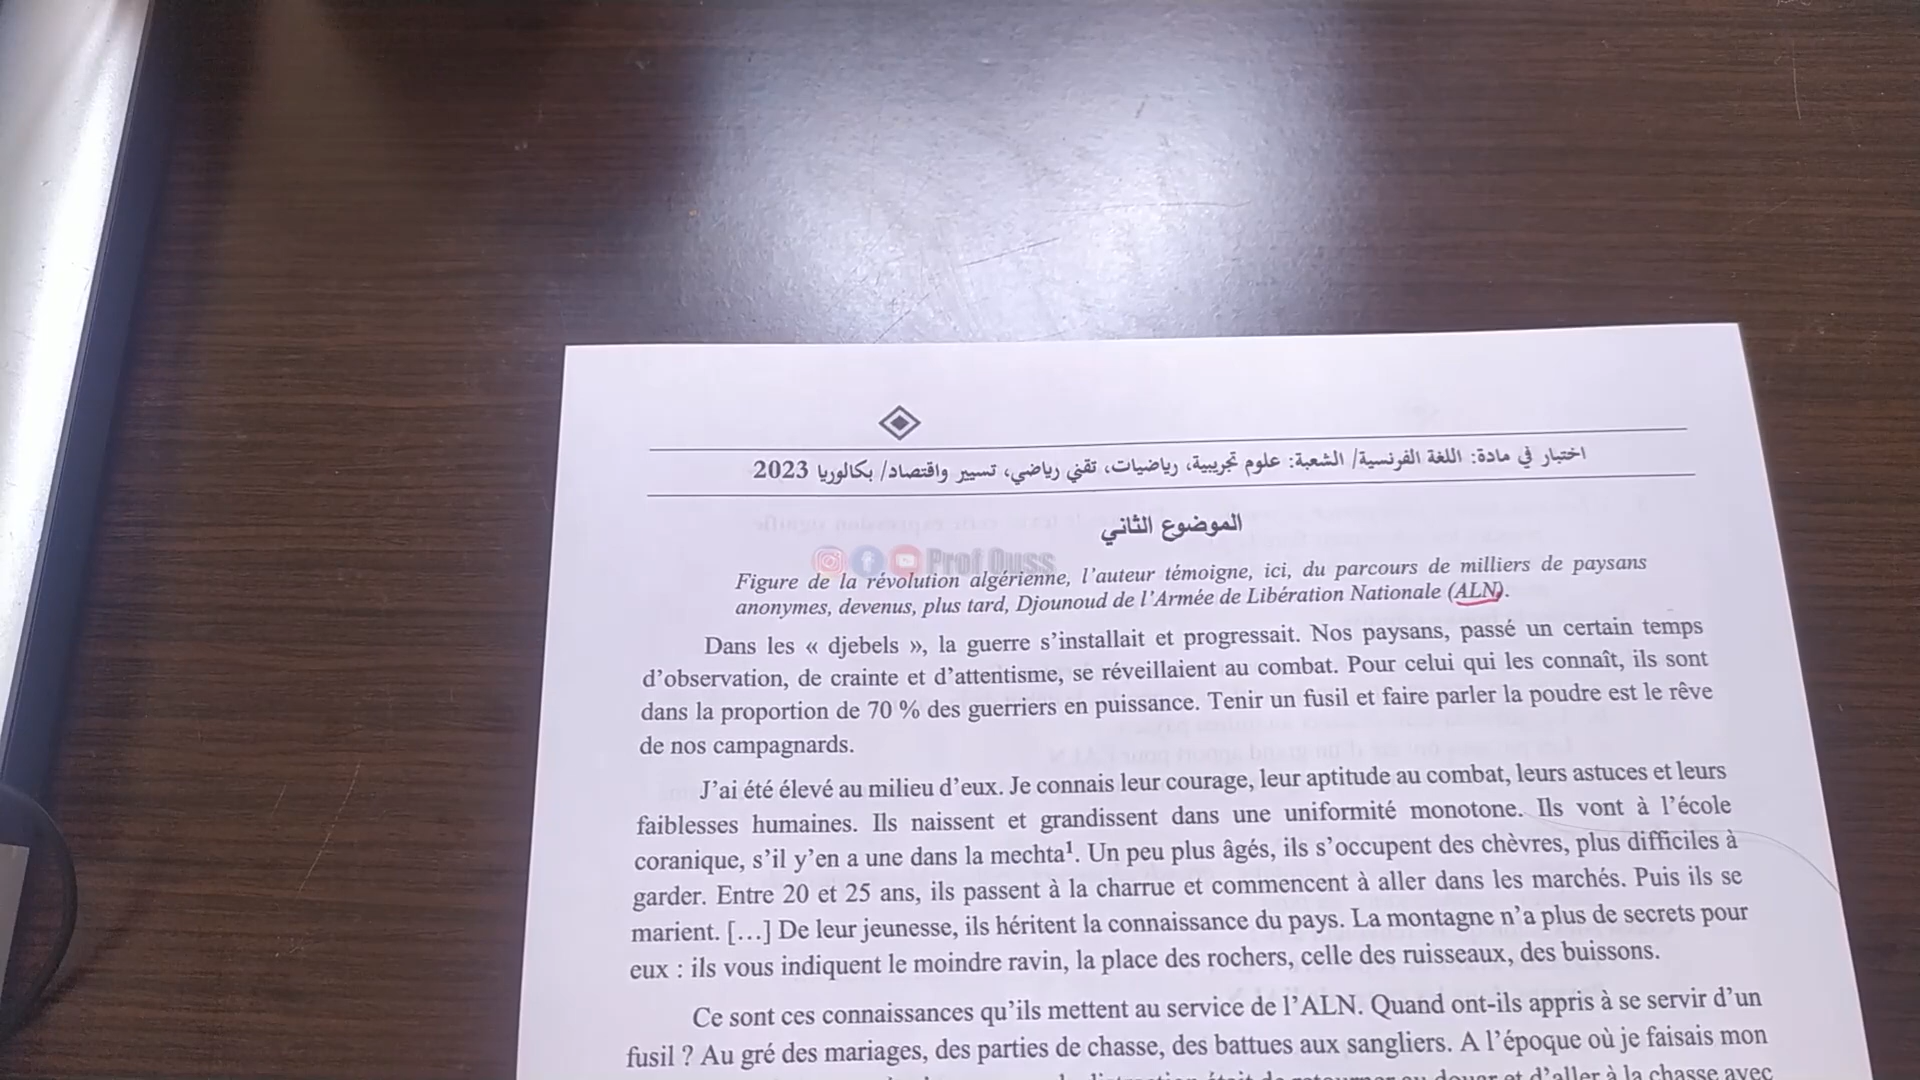 اختبار في مادة: اللغة الفرنسية/ الشعبة: علوم تجريبية، رياضيات، تقني رياضي، تسيير واقتصاد/ بكالوريا 2023
الموضوع الثاني
Prof Ouss
Figure de la révolution algérienne, l'auteur témoigne, ici, du parcours de milliers de paysans
anonymes, devenus, plus tard, Djounoud de l'Armée de Libération Nationale (ALN).
Dans les « djebels », la guerre s'installait et progressait. Nos paysans, passé un certain temps
d'observation, de crainte et d'attentisme, se réveillaient au combat. Pour celui qui les connaît, ils sont
dans la proportion de 70 % des guerriers en puissance. Tenir un fusil et faire parler la poudre est le rêve
de nos campagnards.
J'ai été élevé au milieu d'eux. Je connais leur courage, leur aptitude au combat, leurs astuces et leurs
faiblesses humaines. Ils naissent et grandissent dans une uniformité monotone. Ils vont à l'école
coranique, s'il y'en a une dans la mechta¹. Un peu plus âgés, ils s'occupent des chèvres, plus difficiles à
garder. Entre 20 et 25 ans, ils passent à la charrue et commencent à aller dans les marchés. Puis ils se
marient. […] De leur jeunesse, ils héritent la connaissance du pays. La montagne n'a plus de secrets pour
eux : ils vous indiquent le moindre ravin, la place des rochers, celle des ruisseaux, des buissons.
Ce sont ces connaissances qu'ils mettent au service de l'ALN. Quand ont-ils appris à se servir d'un
fusil ? Au gré des mariages, des parties de chasse, des battues aux sangliers. A l'époque où je faisais mon
et d'aller à la chasse avec